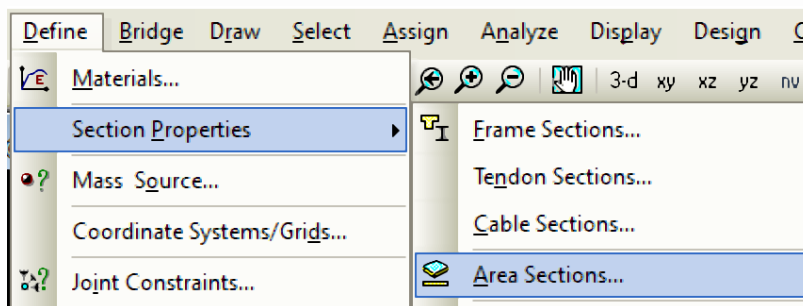 Define Bridge Draw Select Assign Analyze Display Design
Materials...
3-d xy xz yz nv
Section Properties
Frame Sections...
Mass Source...
Tendon Sections...
Coordinate Systems/Grids...
Cable Sections...
Joint Constraints...
Area Sections...